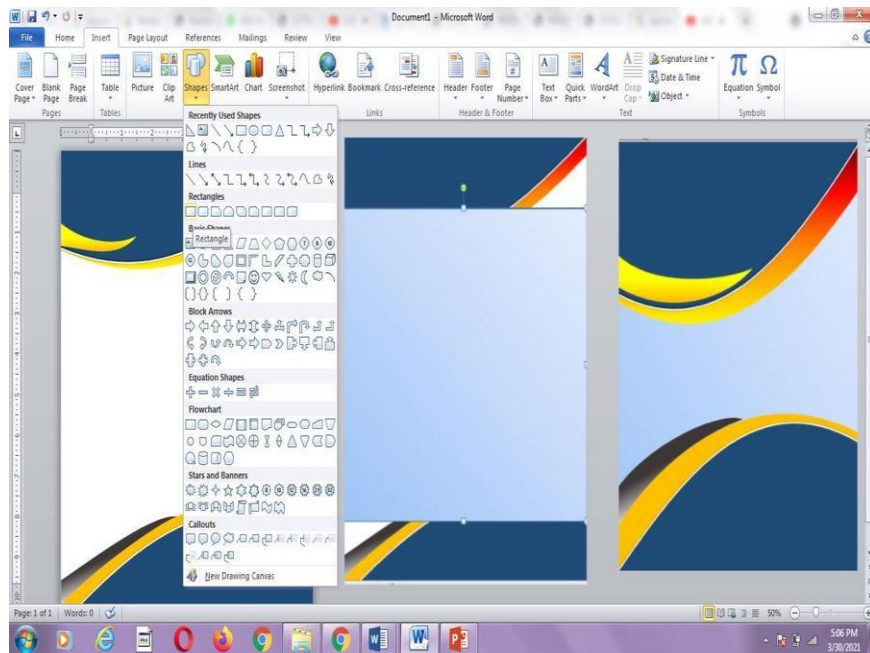 Document1 - Microsoft Word
File Home Insert Page Layout References Mailings Review View
Cover Page Blank Page Page Break Table Picture Clip Art Shapes SmartArt Chart Screenshot Hyperlink Bookmark Cross-reference Header Footer Page Number Text Box Quick Parts WordArt Drop Cap Signature Line Date & Time Object Equation Symbol
Pages Tables Links Header & Footer Text Symbols
Recently Used Shapes
Lines
Rectangles
Basic Shapes
Rectangle
Block Arrows
Equation Shapes
Flowchart
Stars and Banners
Callouts
New Drawing Canvas
Page: 1 of 1 Words: 0 50%
5:06 PM
3/30/2021